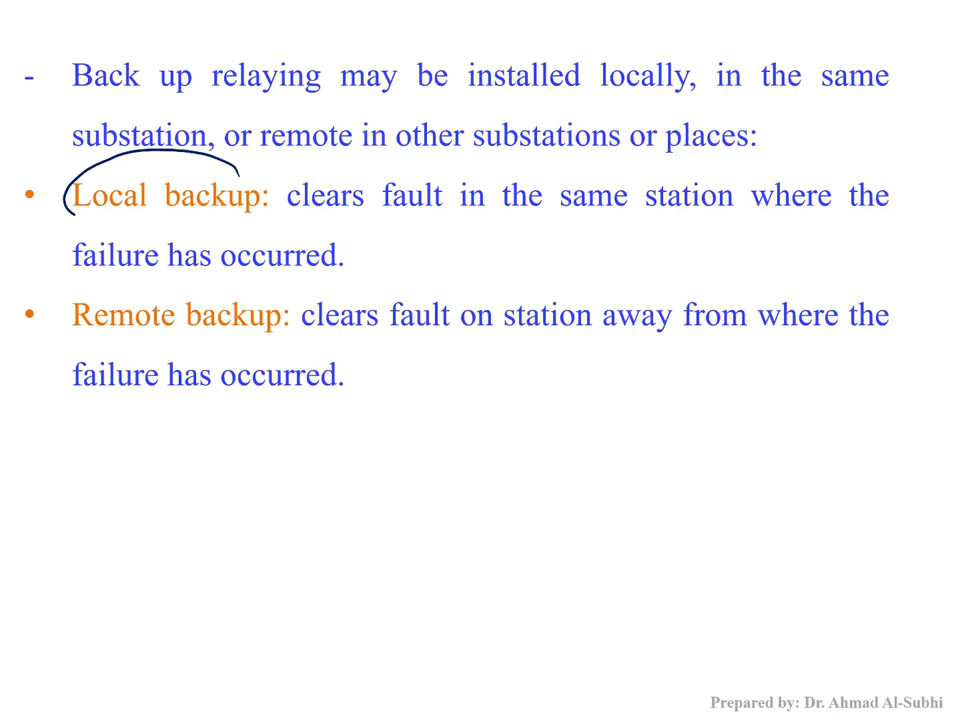 - Back up relaying may be installed locally, in the same
substation, or remote in other substations or places:
• Local backup: clears fault in the same station where the
failure has occurred.
• Remote backup: clears fault on station away from where the
failure has occurred.
Prepared by: Dr. Ahmad Al-Subhi